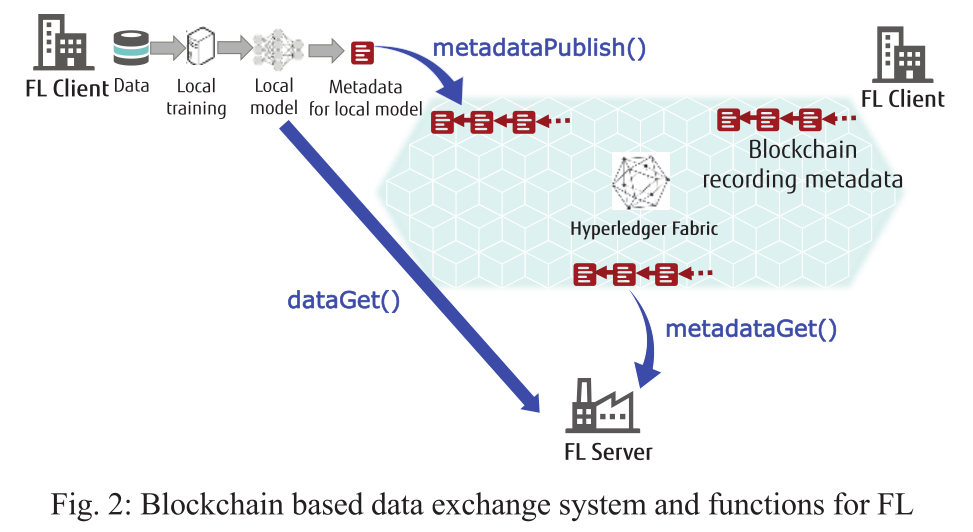 metadataPublish()
FL Client
Data
Local
training
Local
model
Metadata
for local model
FL Client
Blockchain
recording metadata
Hyperledger Fabric
dataGet()
metadataGet()
FL Server
Fig. 2: Blockchain based data exchange system and functions for FL